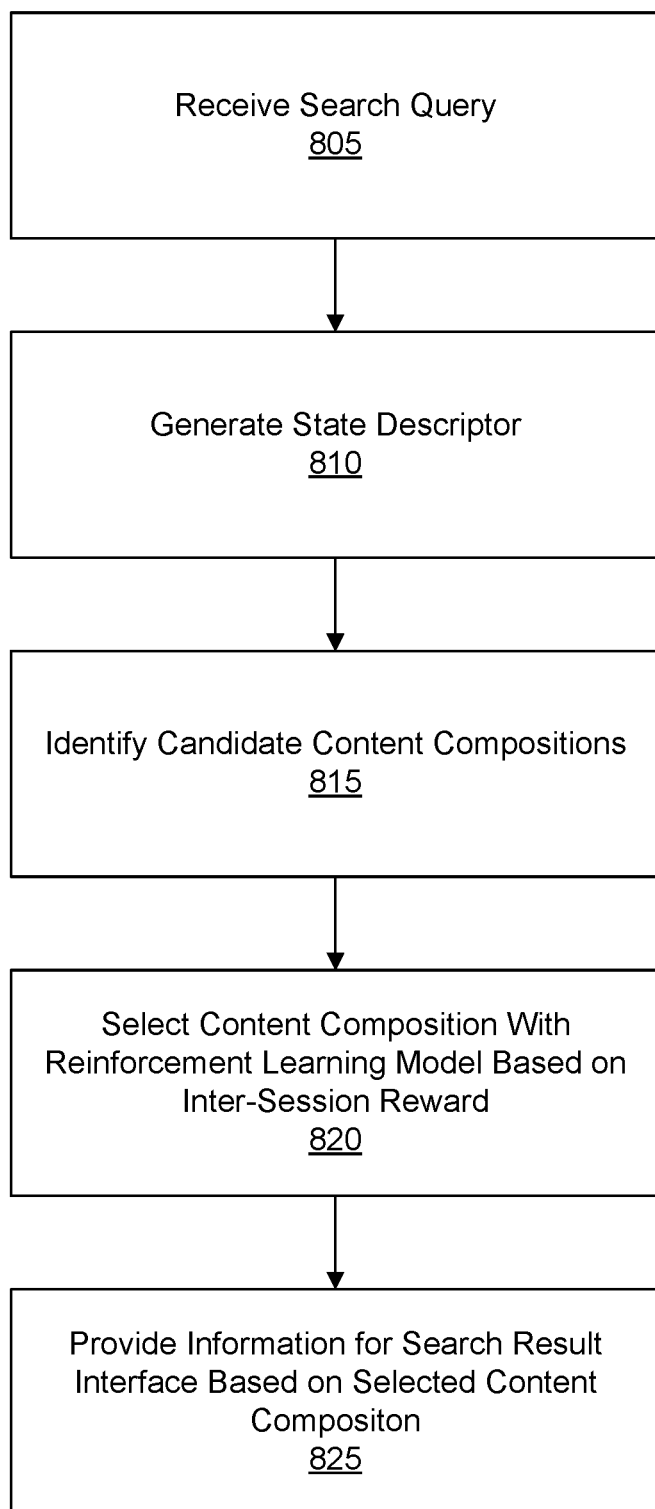 Receive Search Query
805
Generate State Descriptor
810
Identify Candidate Content Compositions
815
Select Content Composition With
Reinforcement Learning Model Based on
Inter-Session Reward
820
Provide Information for Search Result
Interface Based on Selected Content
Compositon
825